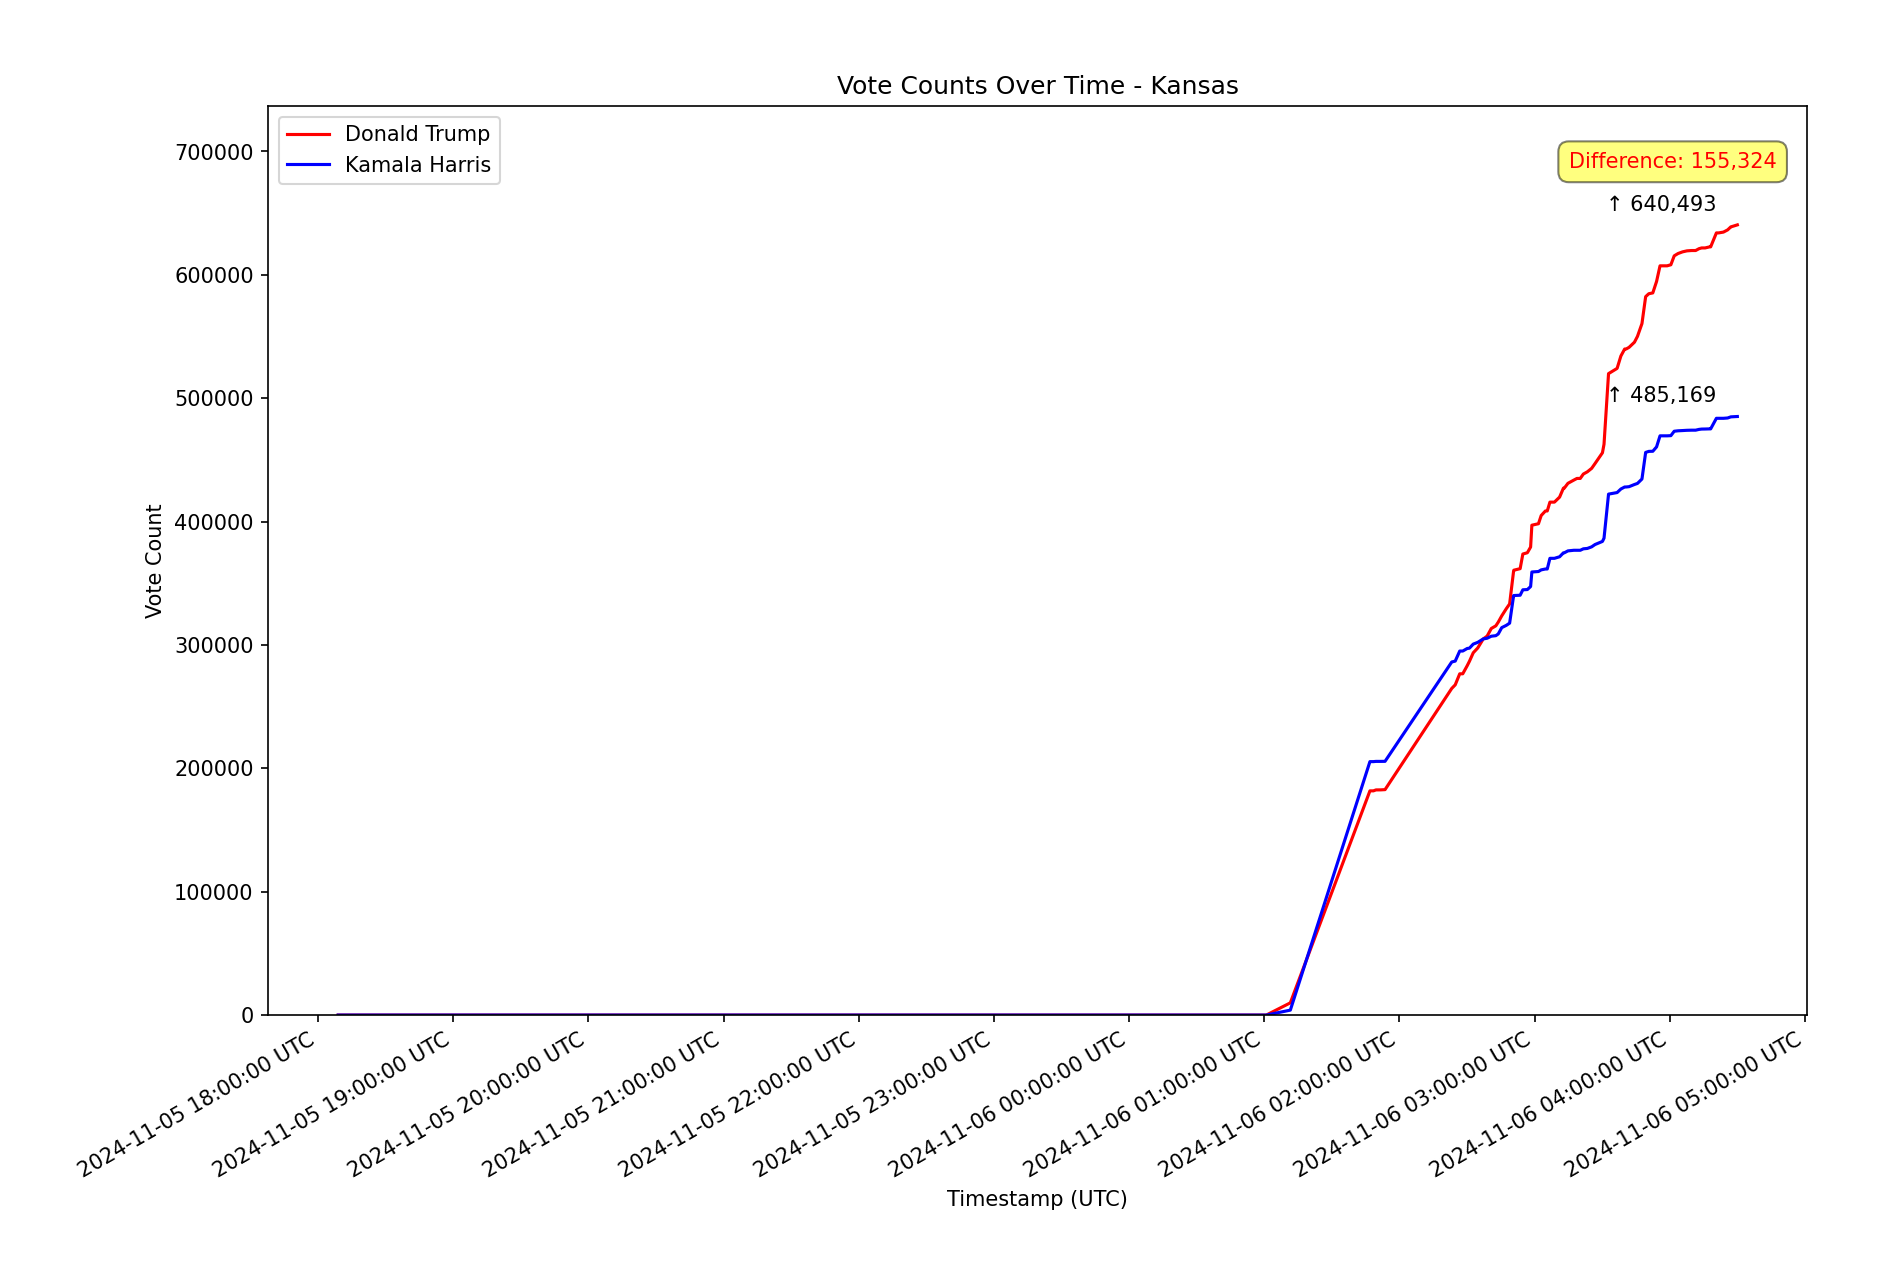 Vote Counts Over Time - Kansas
Donald Trump
Kamala Harris
Difference: 155,324
↑ 640,493
↑ 485,169
Vote Count
700000
600000
500000
400000
300000
200000
100000
0
2024-11-05 18:00:00 UTC
2024-11-05 19:00:00 UTC
2024-11-05 20:00:00 UTC
2024-11-05 21:00:00 UTC
2024-11-05 22:00:00 UTC
2024-11-05 23:00:00 UTC
2024-11-06 00:00:00 UTC
2024-11-06 01:00:00 UTC
2024-11-06 02:00:00 UTC
2024-11-06 03:00:00 UTC
2024-11-06 04:00:00 UTC
2024-11-06 05:00:00 UTC
Timestamp (UTC)